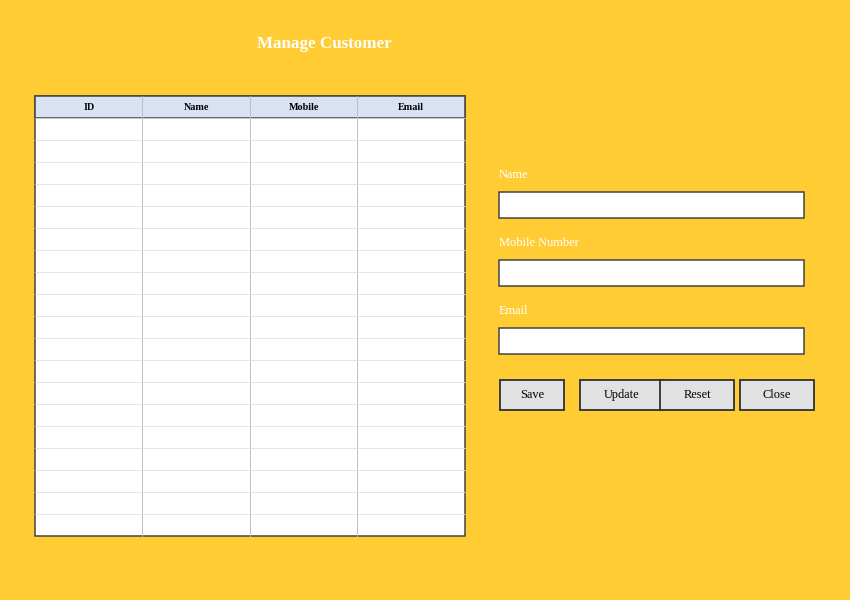 Manage Customer
ID Name Mobile Email
Name
Mobile Number
Email
Save Update Reset Close